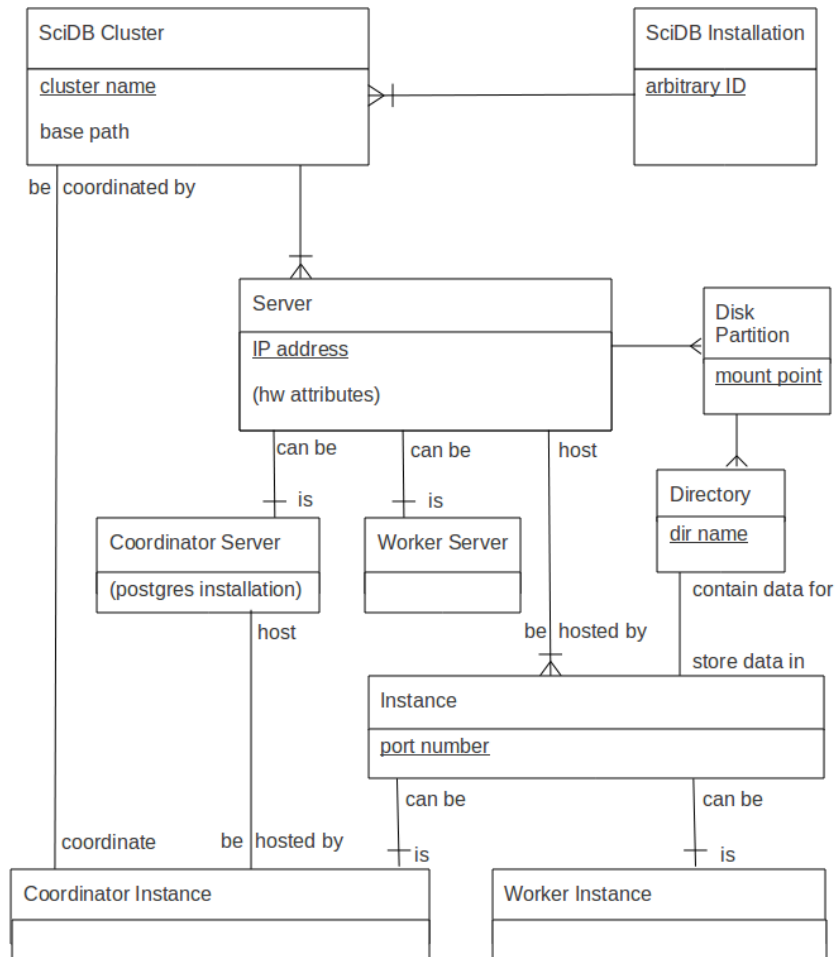 SciDB Cluster
SciDB Installation
cluster name
arbitrary ID
base path
be coordinated by
Server
Disk
Partition
IP address
mount point
(hw attributes)
can be
can be
host
Directory
is
is
dir name
Coordinator Server
Worker Server
(postgres installation)
contain data for
host
be hosted by
store data in
Instance
port number
can be
can be
coordinate
be hosted by
is
is
Coordinator Instance
Worker Instance